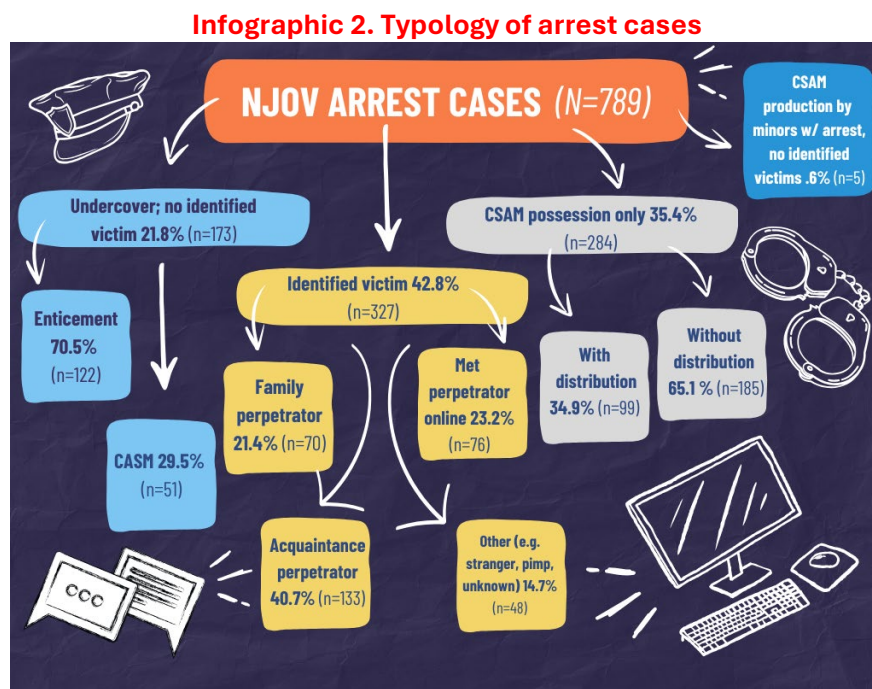 Infographic 2. Typology of arrest cases
NJOV ARREST CASES (N=789)
CSAM
production by
minors w/ arrest,
no identified
victims .6% (n=5)
Undercover; no identified
victim 21.8% (n=173)
CSAM possession only 35.4%
(n=284)
Identified victim 42.8%
(n=327)
Enticement
70.5%
(n=122)
CASM 29.5%
(n=51)
Family
perpetrator
21.4% (n=70)
Met
perpetrator
online 23.2%
(n=76)
With
distribution
34.9% (n=99)
Without
distribution
65.1 % (n=185)
Acquaintance
perpetrator
40.7% (n=133)
Other (e.g.
stranger, pimp,
unknown) 14.7%
(n=48)